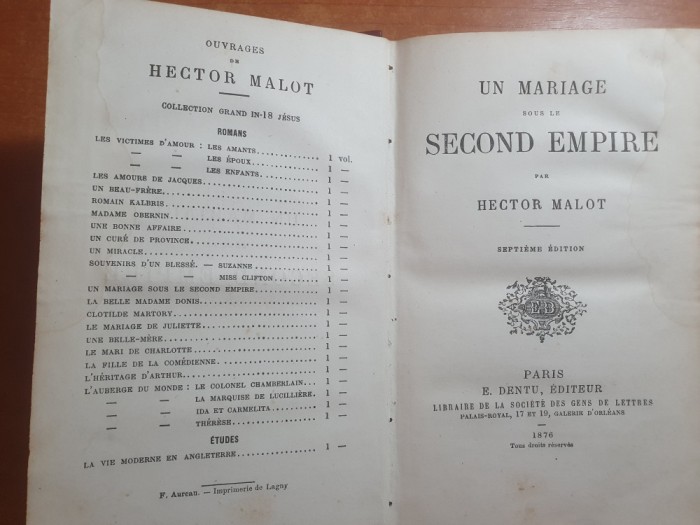 OUVRAGES
DE
HECTOR MALOT
COLLECTION GRAND IN-18 JÉSUS
ROMANS
LES VICTIMES D'AMOUR : LES AMANTS.............. 1 vol.
— — LES ÉPOUX.............. 1 —
— — LES ENFANTS.............. 1 —
LES AMOURS DE JACQUES.............. 1 —
UN BEAU-FRÈRE.............. 1 —
ROMAIN KALBRIS.............. 1 —
MADAME OBERNIN.............. 1 —
UNE BONNE AFFAIRE.............. 1 —
UN CURÉ DE PROVINCE.............. 1 —
UN MIRACLE.............. 1 —
SOUVENIRS D'UN BLESSÉ. — SUZANNE.............. 1 —
— — MISS CLIFTON.............. 1 —
UN MARIAGE SOUS LE SECOND EMPIRE.............. 1 —
LA BELLE MADAME DONIS.............. 1 —
CLOTILDE MARTORY.............. 1 —
LE MARIAGE DE JULIETTE.............. 1 —
UNE BELLE-MÈRE.............. 1 —
LE MARI DE CHARLOTTE.............. 1 —
LA FILLE DE LA COMÉDIENNE.............. 1 —
L'HÉRITAGE D'ARTHUR.............. 1 —
L'AUBERGE DU MONDE : LE COLONEL CHAMBERLAIN... 1 —
— — LA MARQUISE DE LUCILLIÈRE. 1 —
— — IDA ET CARMELITA.............. 1 —
— — THÉRÈSE.............. 1 —
ÉTUDES
LA VIE MODERNE EN ANGLETERRE.............. 1 —
F. Aureau. — Imprimerie de Lagny
UN MARIAGE
SOUS LE
SECOND EMPIRE
PAR
HECTOR MALOT
SEPTIÈME ÉDITION
ED
PARIS
E. DENTU, ÉDITEUR
LIBRAIRE DE LA SOCIÉTÉ DES GENS DE LETTRES
PALAIS-ROYAL, 17 ET 19, GALERIE D'ORLÉANS
—
1876
Tous droits réservés